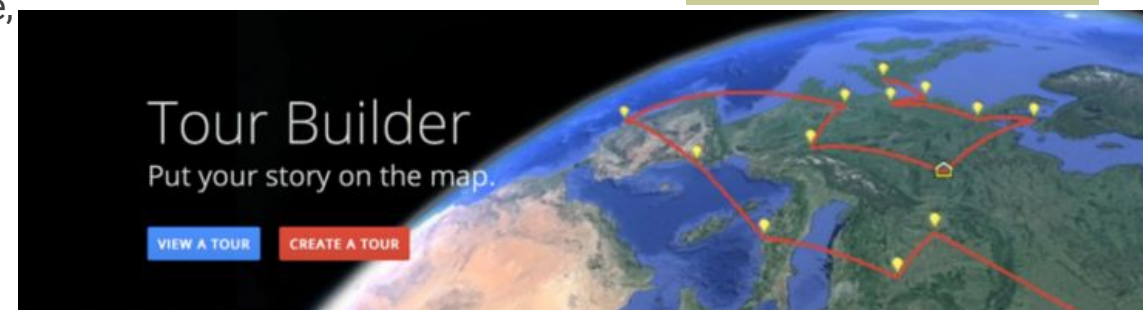 e,
Tour Builder
Put your story on the map.
VIEW A TOUR CREATE A TOUR